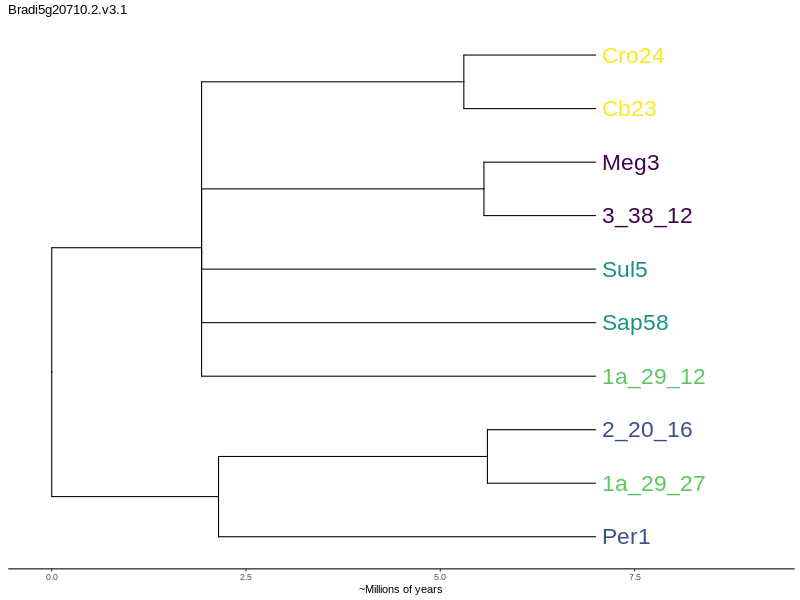 Bradi5g20710.2.v3.1
Cro24
Cb23
Meg3
3_38_12
Sul5
Sap58
1a_29_12
2_20_16
1a_29_27
Per1
0.0 2.5 5.0 7.5
~Millions of years